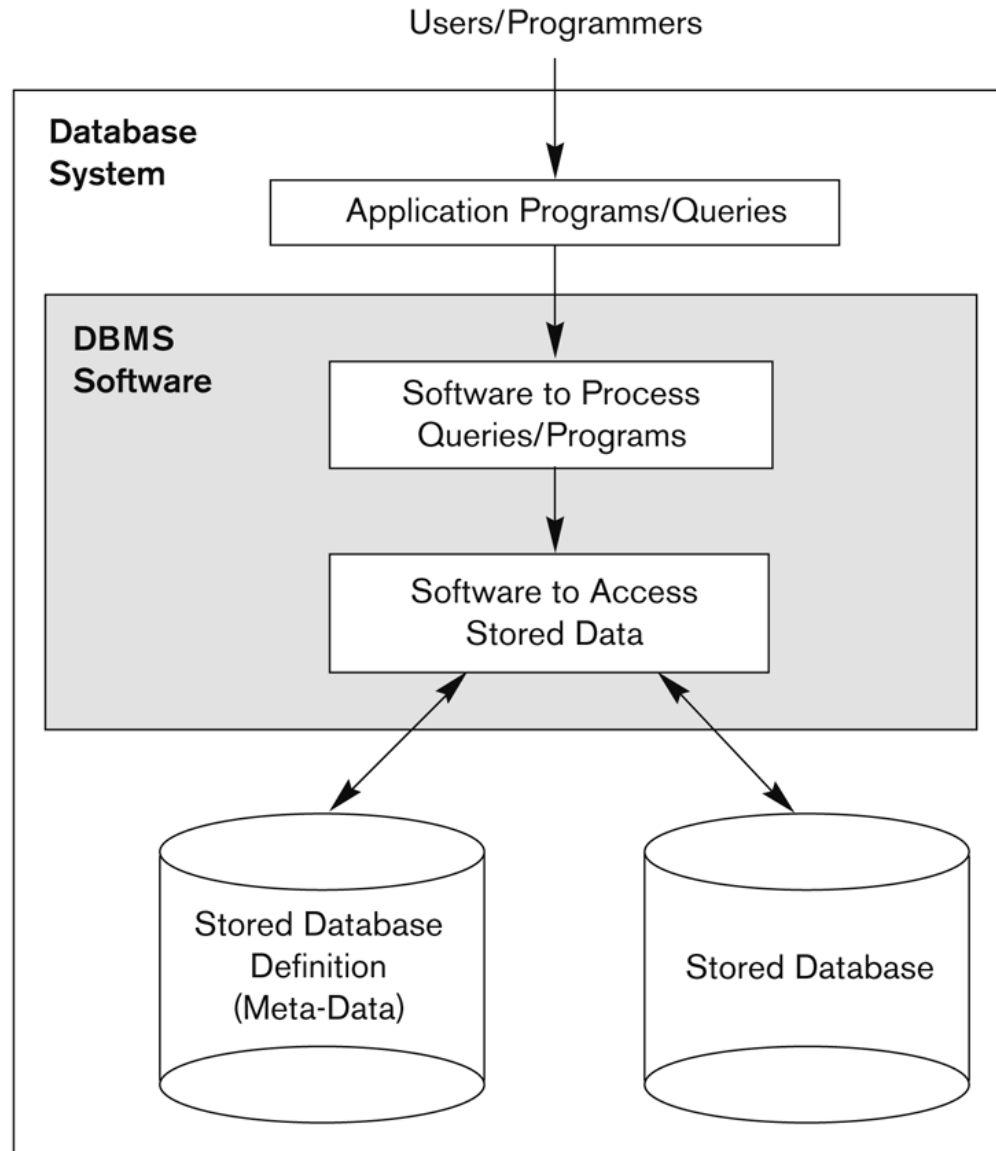 Users/Programmers
Database
System
Application Programs/Queries
DBMS
Software
Software to Process
Queries/Programs
Software to Access
Stored Data
Stored Database
Definition
(Meta-Data)
Stored Database